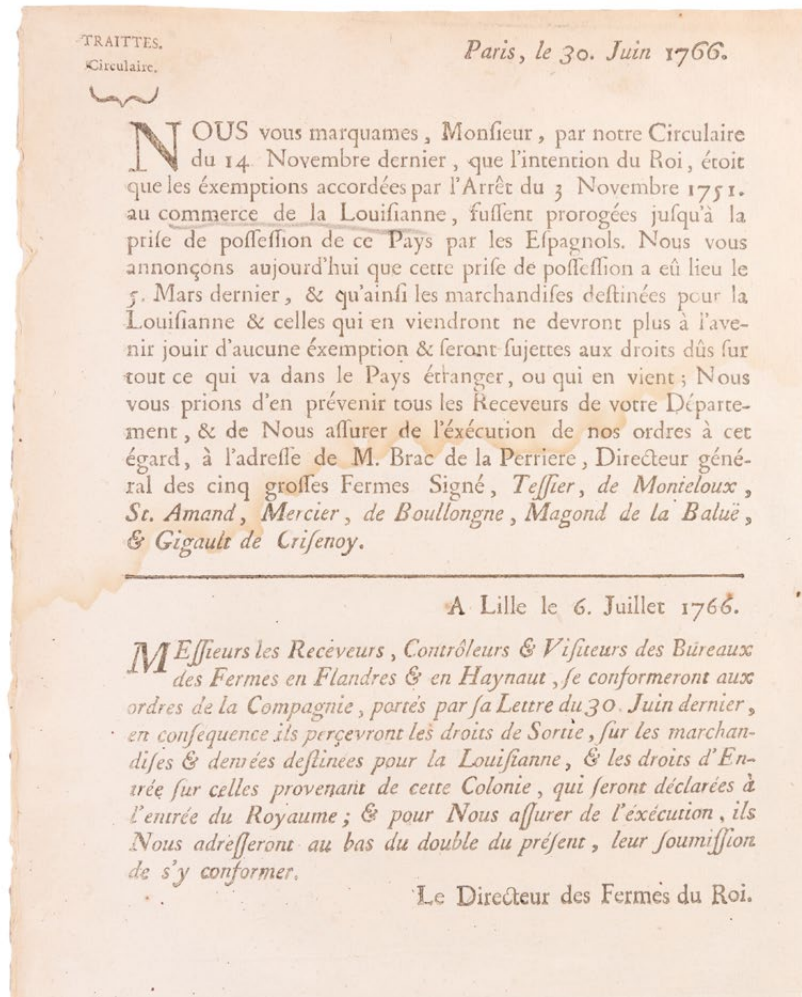 TRAITTES.
Circulaire.
Paris, le 30. Juin 1766.
NOUS vous marquames, Monſieur, par notre Circulaire
du 14. Novembre dernier, que l'intention du Roi, étoit
que les éxemptions accordées par l'Arrêt du 3 Novembre 1751.
au commerce de la Louiſianne, fuſſent prorogées juſqu'à la
priſe de poſſeſſion de ce Pays par les Eſpagnols. Nous vous
annonçons aujourd'hui que cette priſe de poſſeſſion a eû lieu le
5. Mars dernier, & qu'ainſi les marchandiſes deſtinées pour la
Louiſianne & celles qui en viendront ne devront plus à l'ave-
nir jouir d'aucune éxemption & ſeront ſujettes aux droits dûs ſur
tout ce qui va dans le Pays étranger, ou qui en vient; Nous
vous prions d'en prévenir tous les Receveurs de votre Départe-
ment, & de Nous aſſurer de l'éxécution de nos ordres à cet
égard, à l'adreſſe de M. Brac de la Perriere, Directeur géné-
ral des cinq groſſes Fermes Signé, Teſſier, de Monteloux,
St. Amand, Mercier, de Boullongne, Magond de la Baluë,
& Gigault de Criſenoy.
A Lille le 6. Juillet 1766.
MEſſieurs les Receveurs, Contrôleurs & Viſiteurs des Bureaux
des Fermes en Flandres & en Haynaut, ſe conformeront aux
ordres de la Compagnie, portés par ſa Lettre du 30. Juin dernier,
en conſequence ils perçevront les droits de Sortie, ſur les marchan-
diſes & denrées deſtinées pour la Louiſianne, & les droits d'En-
trée ſur celles provenant de cette Colonie, qui ſeront déclarées à
l'entrée du Royaume; & pour Nous aſſurer de l'éxécution, ils
Nous adreſſeront au bas du double du préſent, leur ſoumiſſion
de s'y conformer.
Le Directeur des Fermes du Roi.